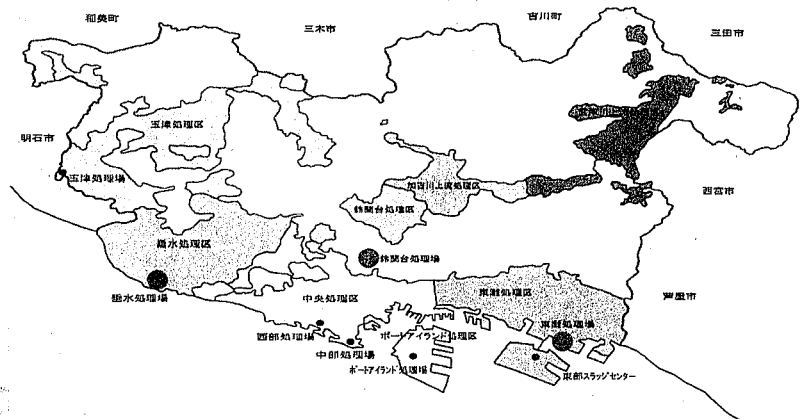 和美町
三木市
吉川町
三田市
明石市
玉津処理区
玉津処理場
加古川上流処理区
鈴蘭台処理区
西宮市
垂水処理区
鈴蘭台処理場
垂水処理場
中央処理区
東灘処理区
芦屋市
西部処理場
中部処理場
ポートアイランド処理区
東灘処理場
ポートアイランド処理場
東部スラッジセンター